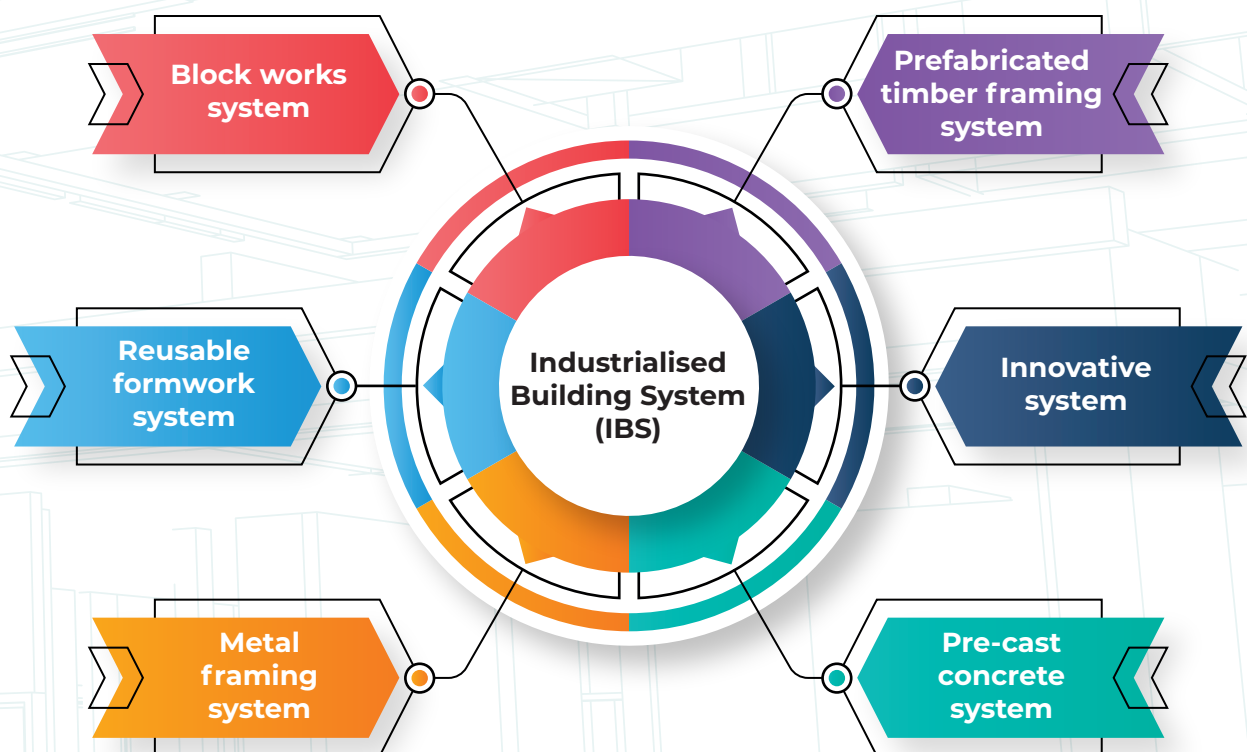 Block works
system
Prefabricated
timber framing
system
Reusable
formwork
system
Industrialised
Building System
(IBS)
Innovative
system
Metal
framing
system
Pre-cast
concrete
system